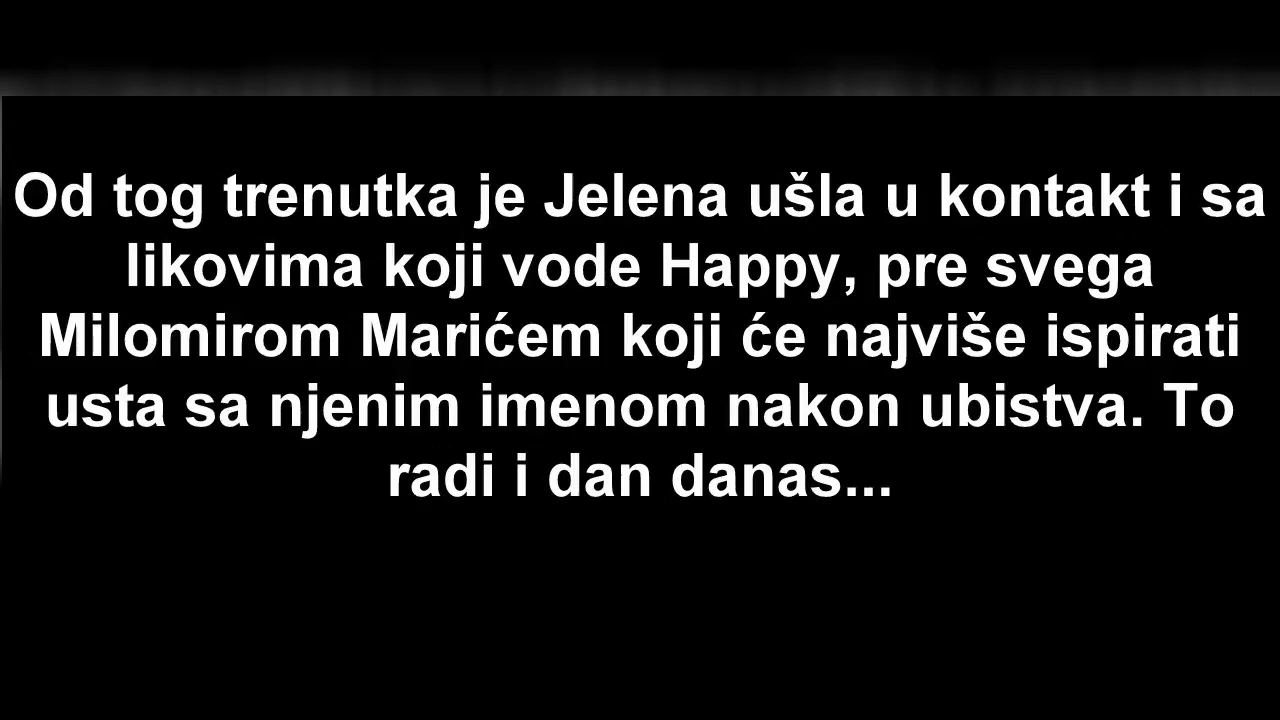 Od tog trenutka je Jelena ušla u kontakt i sa
likovima koji vode Happy, pre svega
Milomirom Marićem koji će najviše ispirati
usta sa njenim imenom nakon ubistva. To
radi i dan danas...